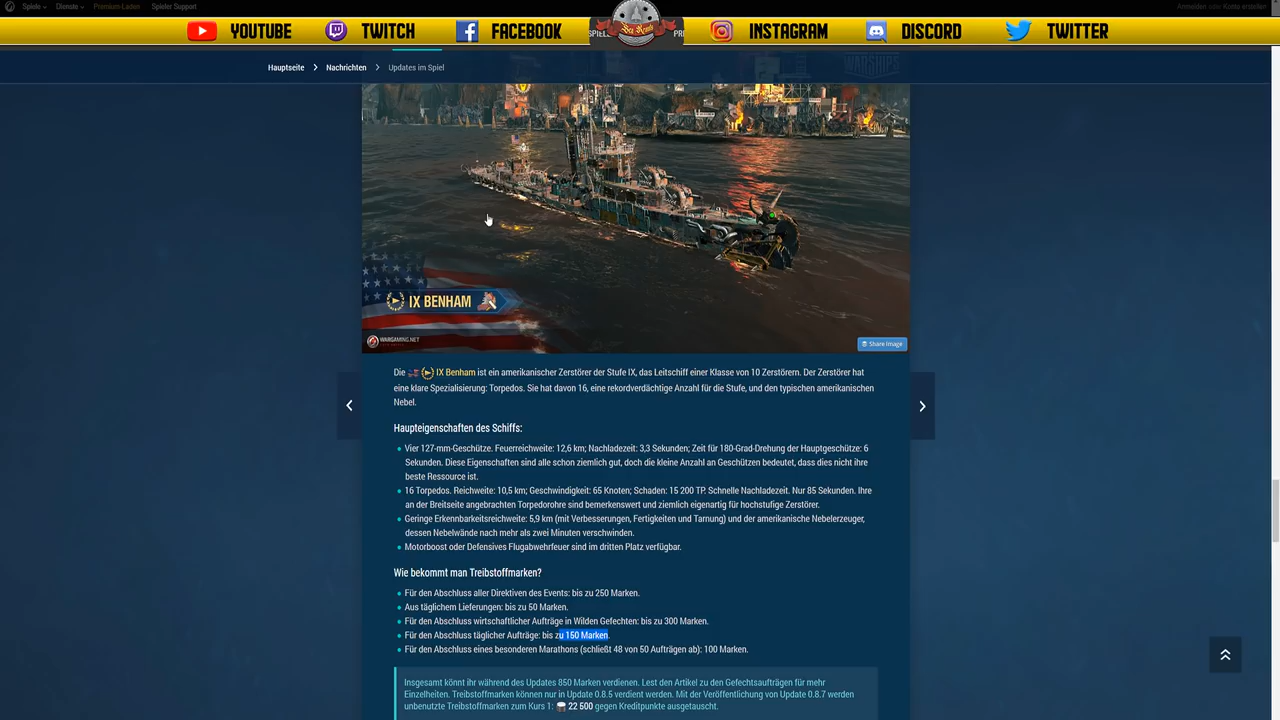 Spiele Dienste Premium-Laden Spieler Support Anmelden oder Konto erstellen
YOUTUBE TWITCH FACEBOOK INSTAGRAM DISCORD TWITTER
Hauptseite Nachrichten Updates im Spiel
WARSHIPS
IX BENHAM
WARGAMING.NET
Share Image
Die IX Benham ist ein amerikanischer Zerstörer der Stufe IX, das Leitschiff einer Klasse von 10 Zerstörern. Der Zerstörer hat
eine klare Spezialisierung: Torpedos. Sie hat davon 16, eine rekordverdächtige Anzahl für die Stufe, und den typischen amerikanischen
Nebel.
Haupteigenschaften des Schiffs:
Vier 127-mm-Geschütze. Feuerreichweite: 12,6 km; Nachladezeit: 3,3 Sekunden; Zeit für 180-Grad-Drehung der Hauptgeschütze: 6
Sekunden. Diese Eigenschaften sind alle schon ziemlich gut, doch die kleine Anzahl an Geschützen bedeutet, dass dies nicht ihre
beste Ressource ist.
16 Torpedos. Reichweite: 10,5 km; Geschwindigkeit: 65 Knoten; Schaden: 15 200 TP. Schnelle Nachladezeit. Nur 85 Sekunden. Ihre
an der Breitseite angebrachten Torpedorohre sind bemerkenswert und ziemlich eigenartig für hochstufige Zerstörer.
Geringe Erkennbarkeitsreichweite: 5,9 km (mit Verbesserungen, Fertigkeiten und Tarnung) und der amerikanische Nebelerzeuger,
dessen Nebelwände nach mehr als zwei Minuten verschwinden.
Motorboost oder Defensives Flugabwehrfeuer sind im dritten Platz verfügbar.
Wie bekommt man Treibstoffmarken?
Für den Abschluss aller Direktiven des Events: bis zu 250 Marken.
Aus täglichem Lieferungen: bis zu 50 Marken.
Für den Abschluss wirtschaftlicher Aufträge in Wilden Gefechten: bis zu 300 Marken.
Für den Abschluss täglicher Aufträge: bis zu 150 Marken.
Für den Abschluss eines besonderen Marathons (schließt 48 von 50 Aufträgen ab): 100 Marken.
Insgesamt könnt ihr während des Updates 850 Marken verdienen. Lest den Artikel zu den Gefechtsaufträgen für mehr
Einzelheiten. Treibstoffmarken können nur in Update 0.8.5 verdient werden. Mit der Veröffentlichung von Update 0.8.7 werden
unbenutzte Treibstoffmarken zum Kurs 1: 22 500 gegen Kreditpunkte ausgetauscht.